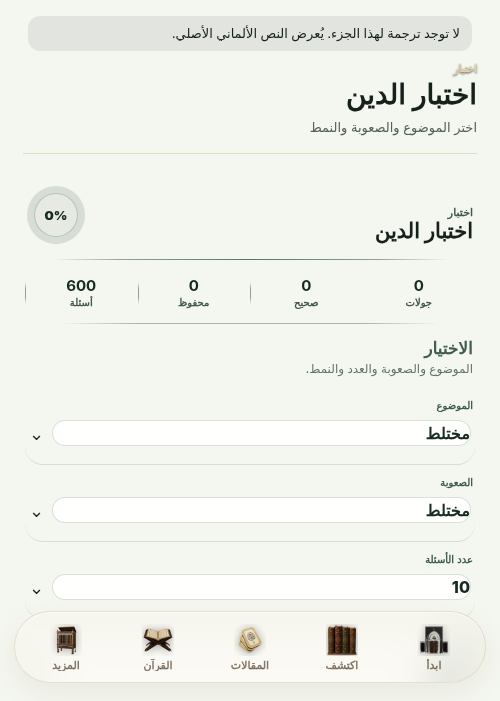 لا توجد ترجمة لهذا الجزء. يُعرض النص الألماني الأصلي.
اختبار
اختبار الدين
اختر الموضوع والصعوبة والنمط
اختبار
اختبار الدين
0%
0
جولات
0
صحيح
0
محفوظ
600
أسئلة
الاختيار
الموضوع والصعوبة والعدد والنمط.
الموضوع
مختلط
الصعوبة
مختلط
عدد الأسئلة
10
ابدأ
اكتشف
المقالات
القرآن
المزيد